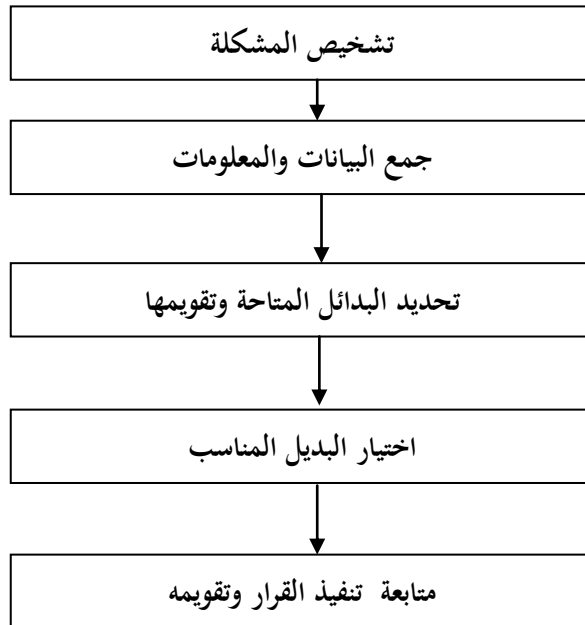 تشخيص المشكلة
جمع البيانات والمعلومات
تحديد البدائل المتاحة وتقويمها
اختيار البديل المناسب
متابعة تنفيذ القرار وتقويمه